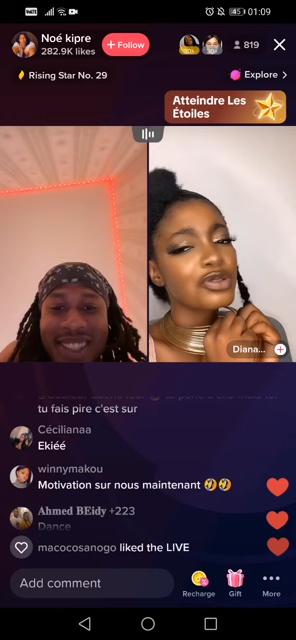 VoLTE 45 01:09
Noé kipre
282.9K likes
+ Follow
819
Rising Star No. 29
Explore >
Atteindre Les
Étoiles
Diana...
tu fais pire c'est sur
Cécilianaa
Ekiéé
winnymakou
Motivation sur nous maintenant 🤣🤣
Ahmed BEidy +223
Dance
macocosanogo liked the LIVE
Add comment
Recharge
Gift
More